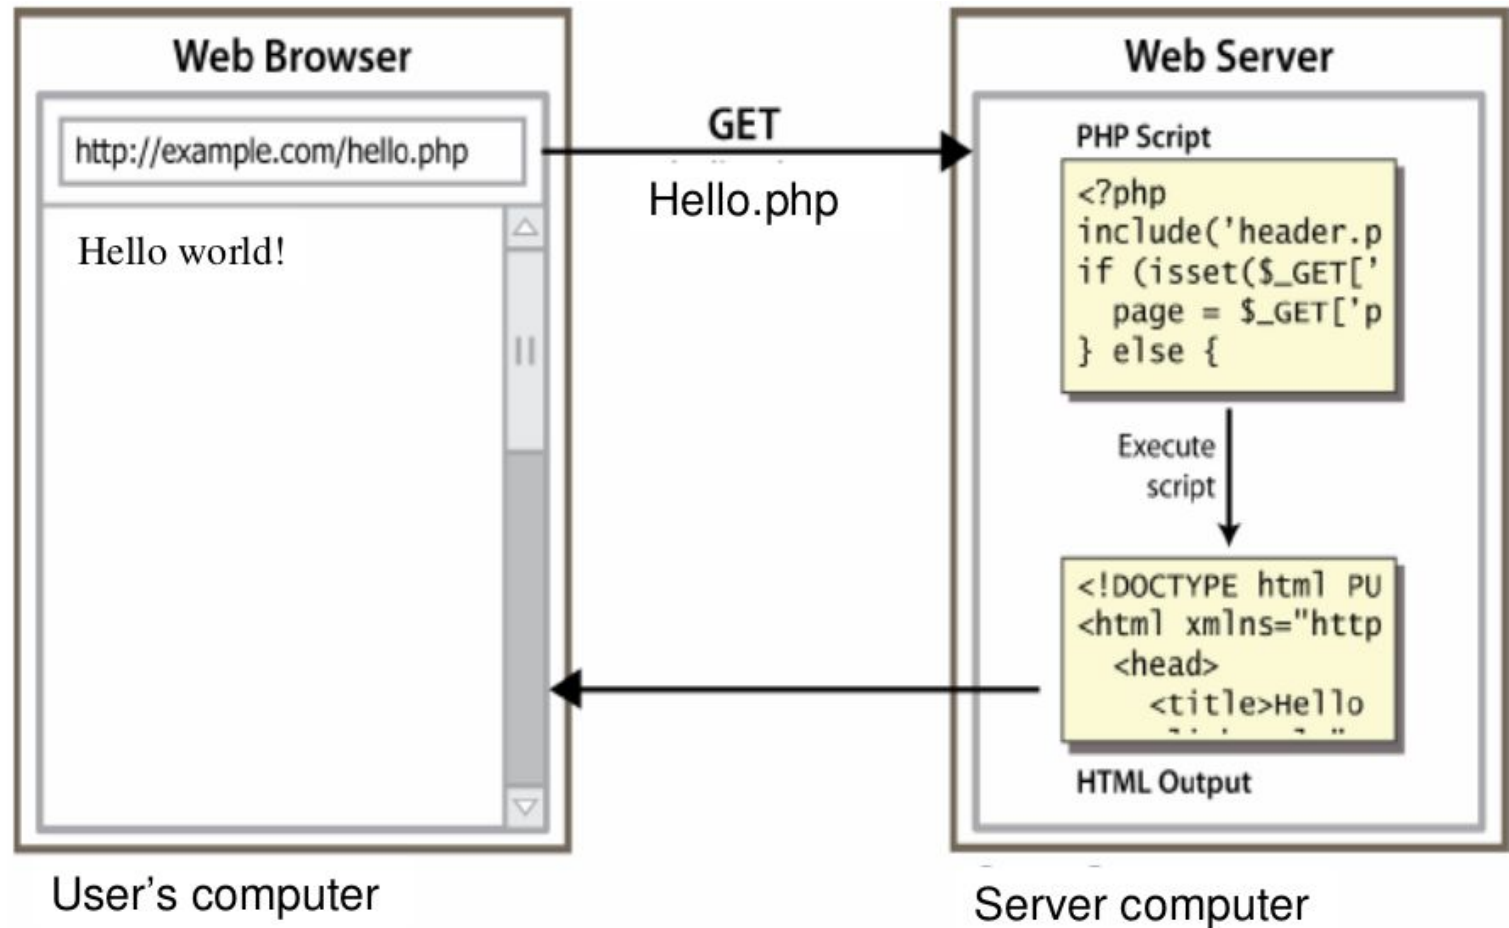 Web Browser
http://example.com/hello.php
Hello world!
User's computer
GET
Hello.php
Web Server
PHP Script
<?php
include('header.p
if (isset($_GET['
page = $_GET['p
} else {
Execute
script
<!DOCTYPE html PU
<html xmlns="http
<head>
<title>Hello
HTML Output
Server computer